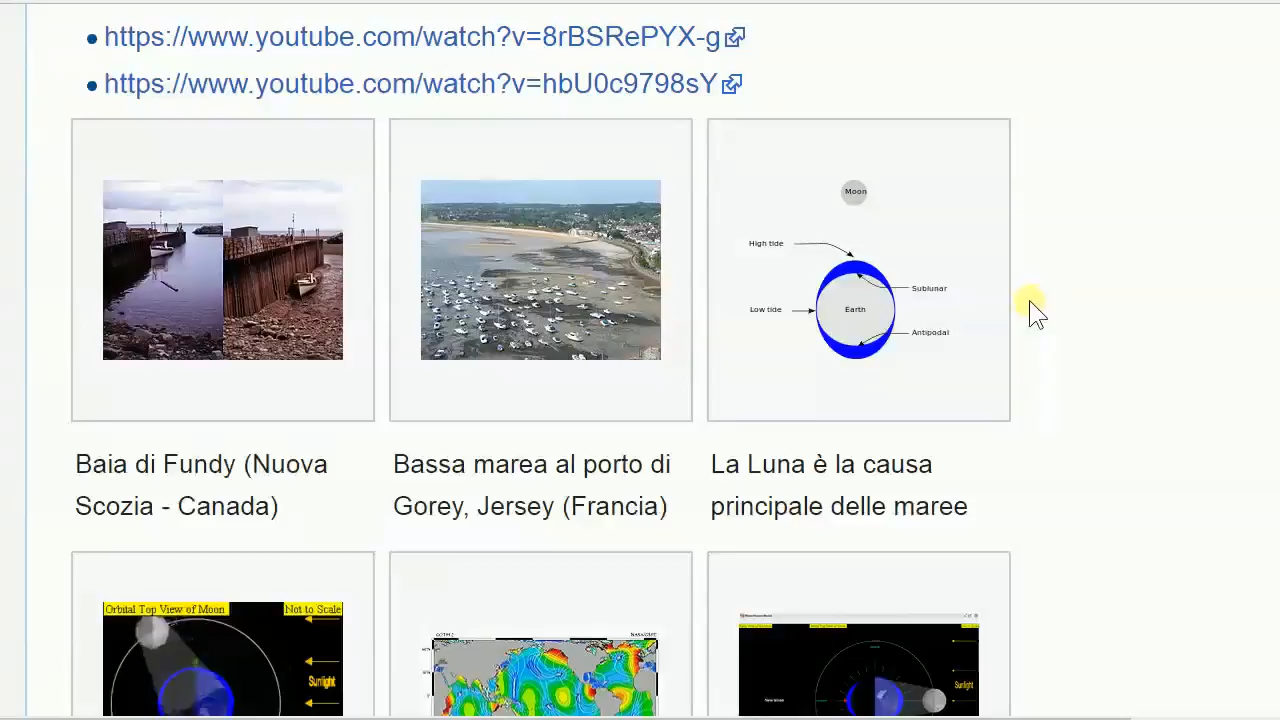 https://www.youtube.com/watch?v=8rBSRePYX-g
https://www.youtube.com/watch?v=hbU0c9798sY
Moon
High tide
Sublunar
Low tide
Earth
Antipodal
Baia di Fundy (Nuova
Scozia - Canada)
Bassa marea al porto di
Gorey, Jersey (Francia)
La Luna è la causa
principale delle maree
Orbital Top View of Moon
Not to Scale
Sunlight
Sunlight